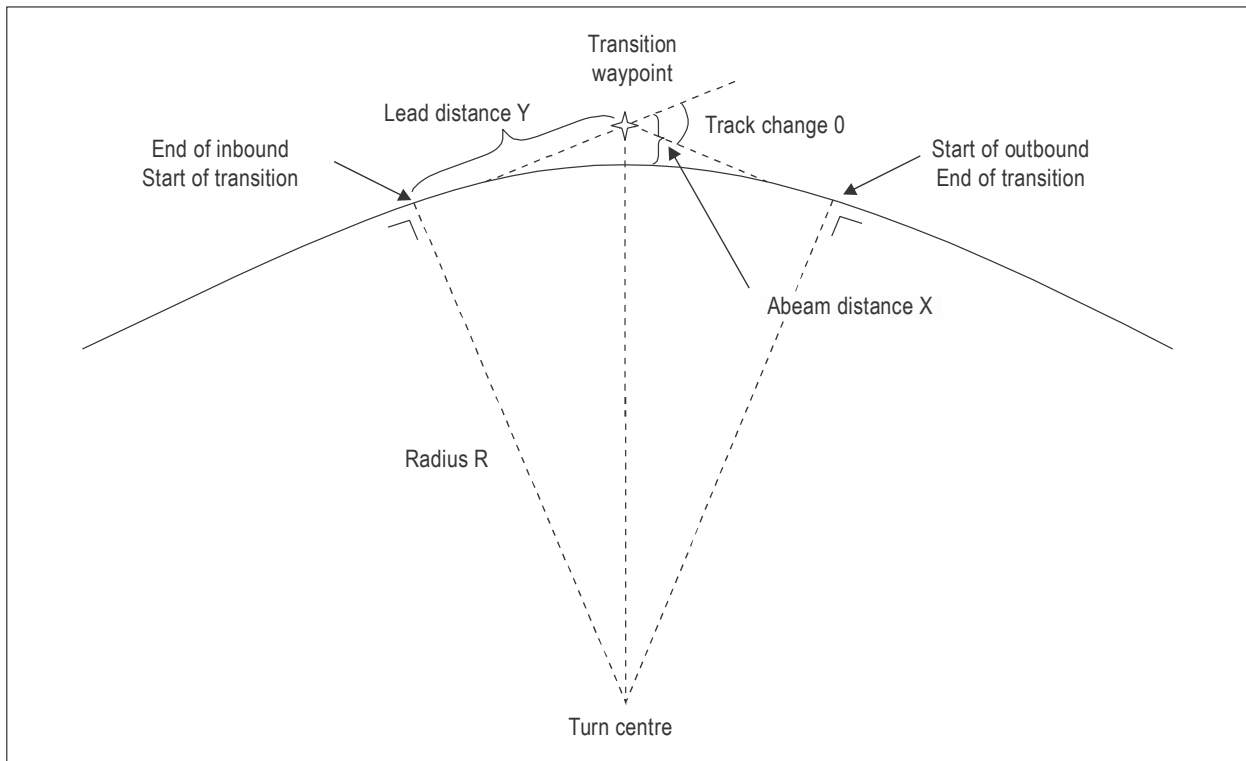 Transition
waypoint
Lead distance Y
Track change 0
End of inbound
Start of transition
Start of outbound
End of transition
Abeam distance X
Radius R
Turn centre